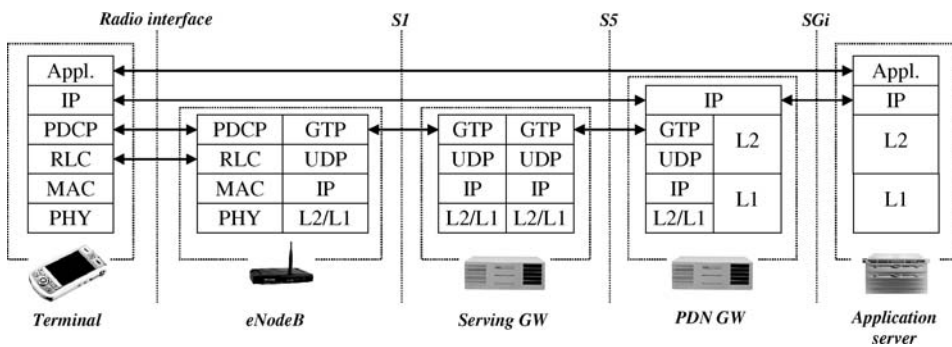 Radio interface S1 S5 SGi
Appl. Appl.
IP IP IP
PDCP PDCP GTP GTP GTP GTP L2 L2
RLC RLC UDP UDP UDP UDP
MAC MAC IP IP IP IP L1 L1
PHY PHY L2/L1 L2/L1 L2/L1 L2/L1
Terminal eNodeB Serving GW PDN GW Application
server